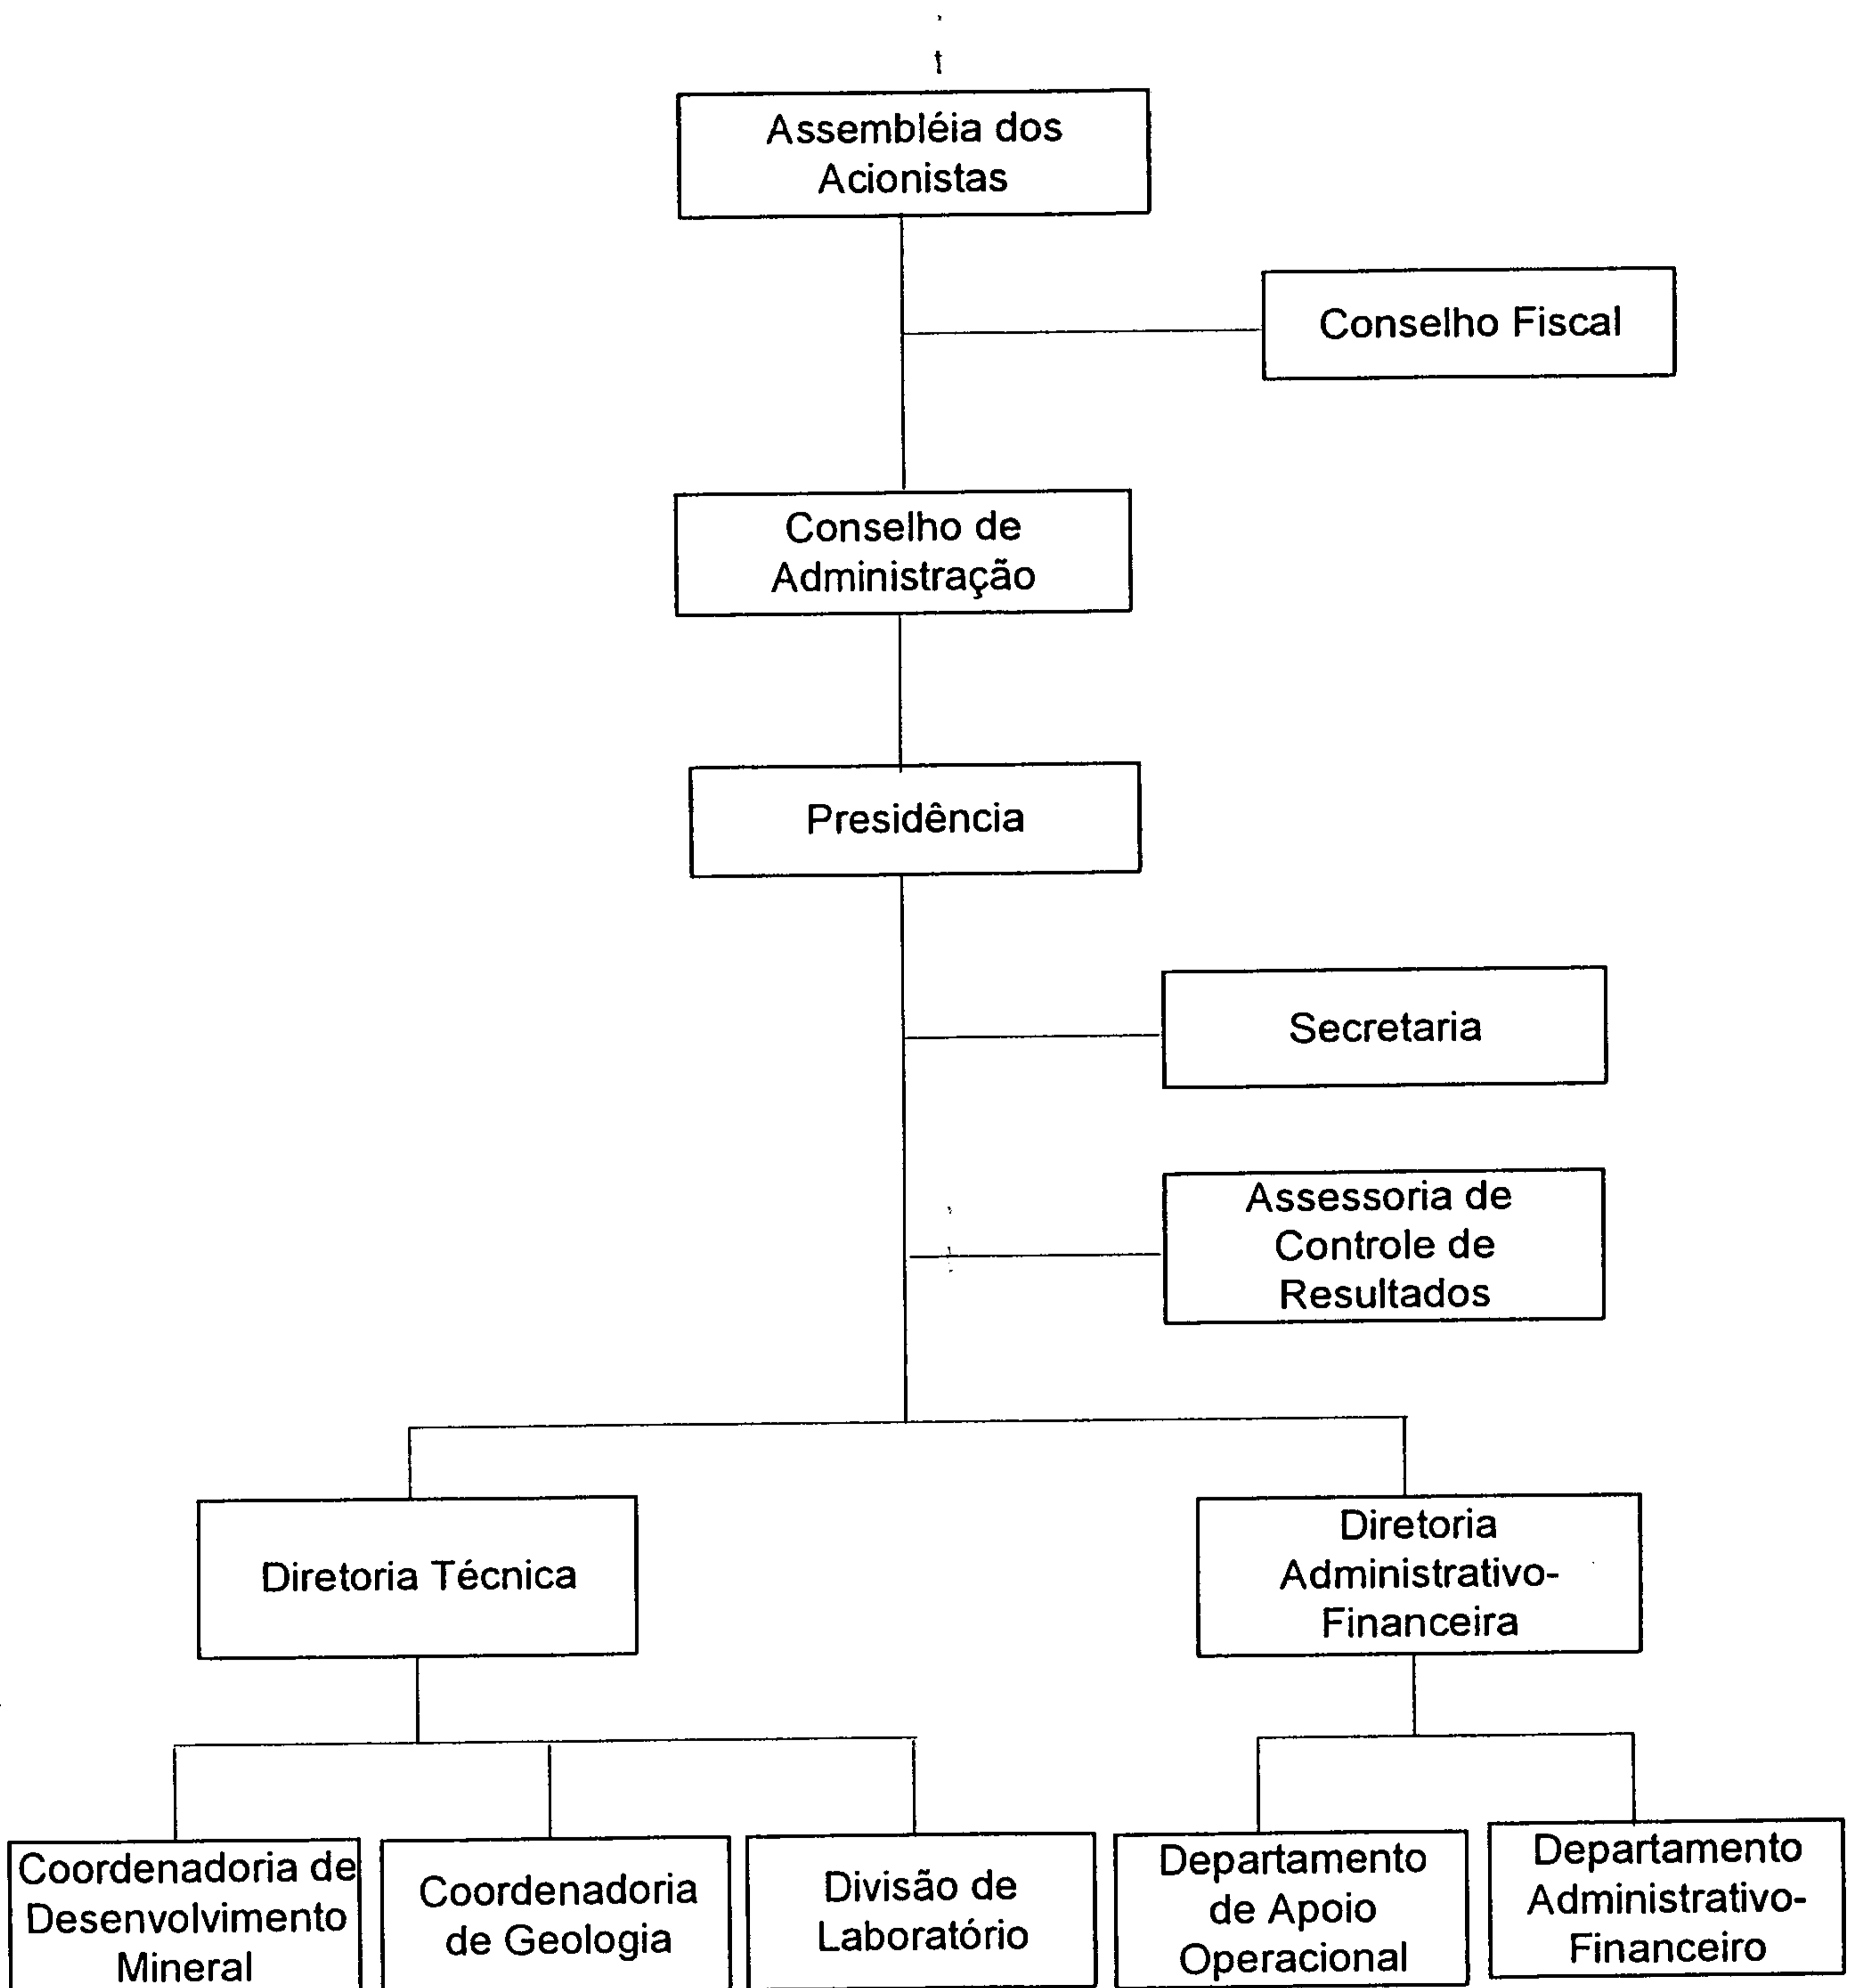 Assembléia dos
Acionistas
Conselho Fiscal
Conselho de
Administração
Presidência
Secretaria
Assessoria de
Controle de
Resultados
Diretoria Técnica
Diretoria
Administrativo-
Financeira
Coordenadoria de
Desenvolvimento
Mineral
Coordenadoria
de Geologia
Divisão de
Laboratório
Departamento
de Apoio
Operacional
Departamento
Administrativo-
Financeiro